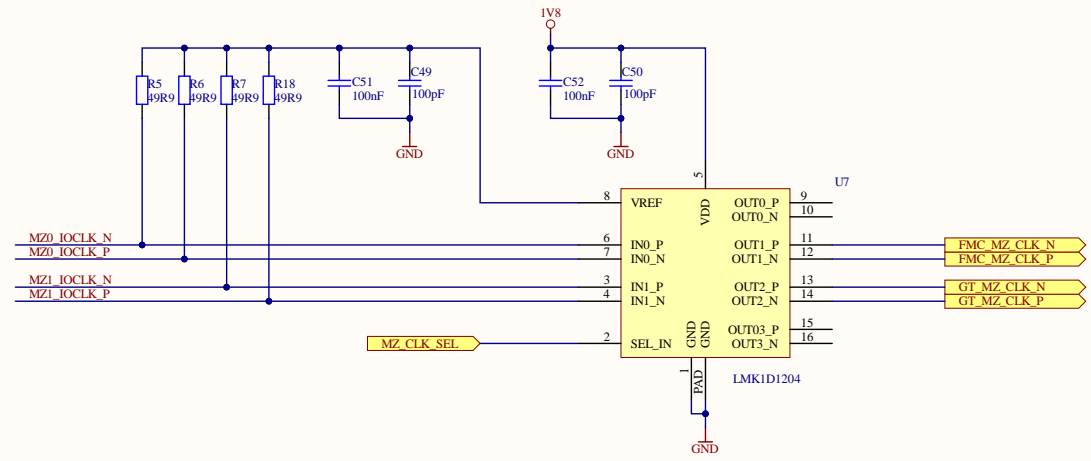 1V8
R5 R6 R7 R18
49R9 49R9 49R9 49R9
C51
100nF
C49
100pF
GND
C52
100nF
C50
100pF
GND
U7
5
VDD
8 VREF OUT0_P 9
OUT0_N 10
MZ0_IOCLK_N 6 IN0_P OUT1_P 11 FMC_MZ_CLK_N
MZ0_IOCLK_P 7 IN0_N OUT1_N 12 FMC_MZ_CLK_P
MZ1_IOCLK_N 3 IN1_P OUT2_P 13 GT_MZ_CLK_N
MZ1_IOCLK_P 4 IN1_N OUT2_N 14 GT_MZ_CLK_P
OUT03_P 15
MZ_CLK_SEL 2 SEL_IN OUT3_N 16
GND GND
1 PAD
LMK1D1204
GND